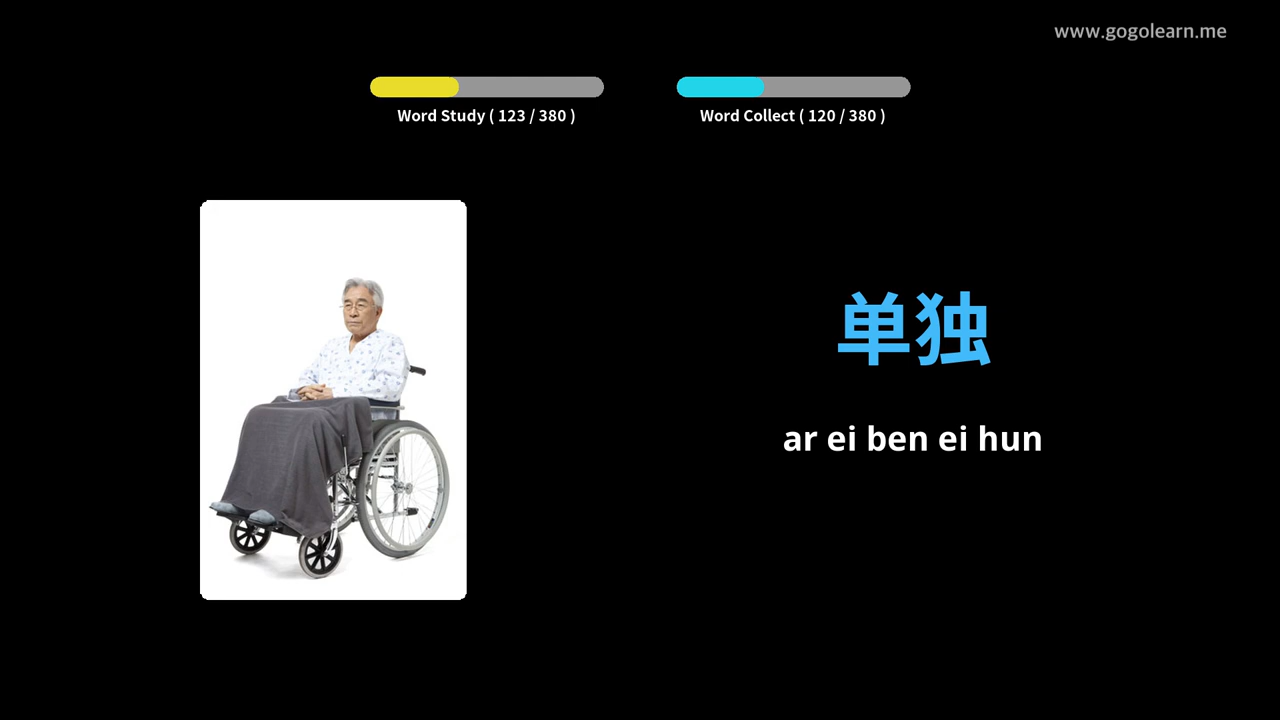 www.gogolearn.me
Word Study ( 123 / 380 )
Word Collect ( 120 / 380 )
单独
ar ei ben ei hun